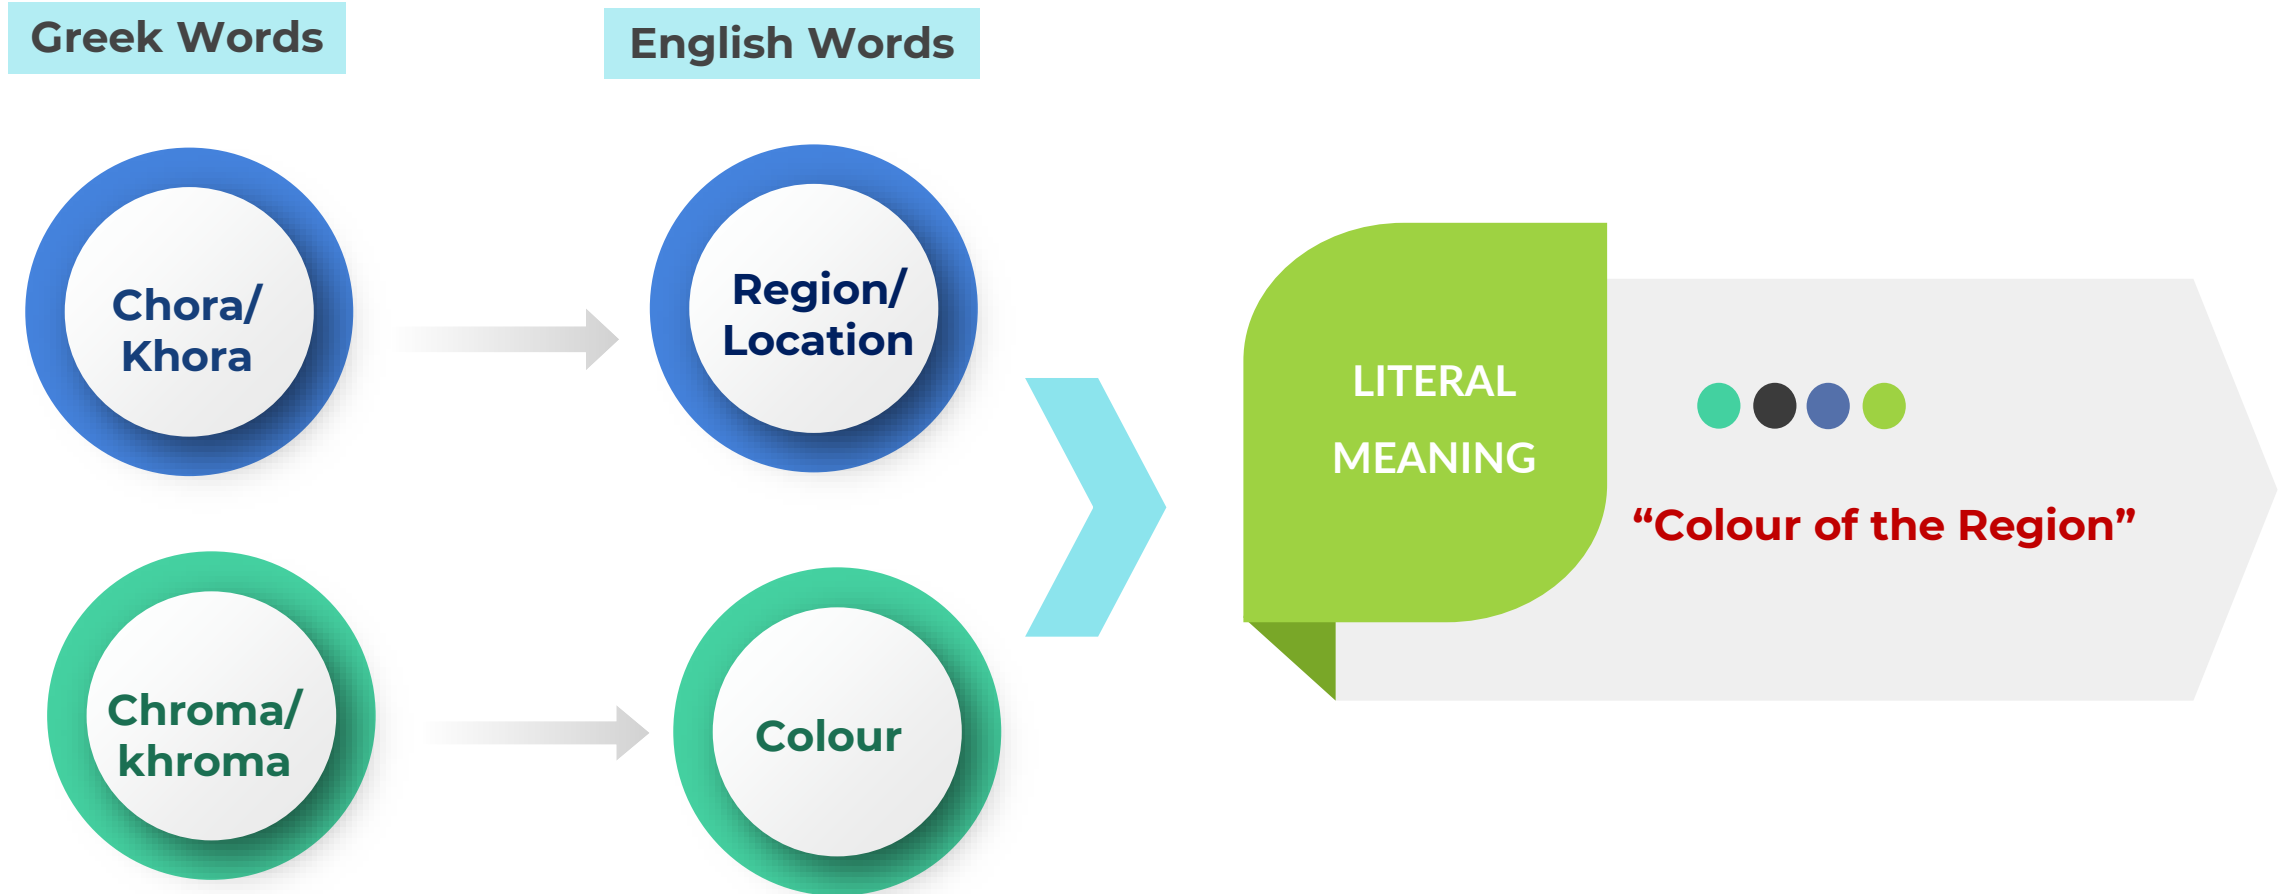 Greek Words
English Words
Chora/
Khora
Region/
Location
Chroma/
khroma
Colour
LITERAL
MEANING
“Colour of the Region”